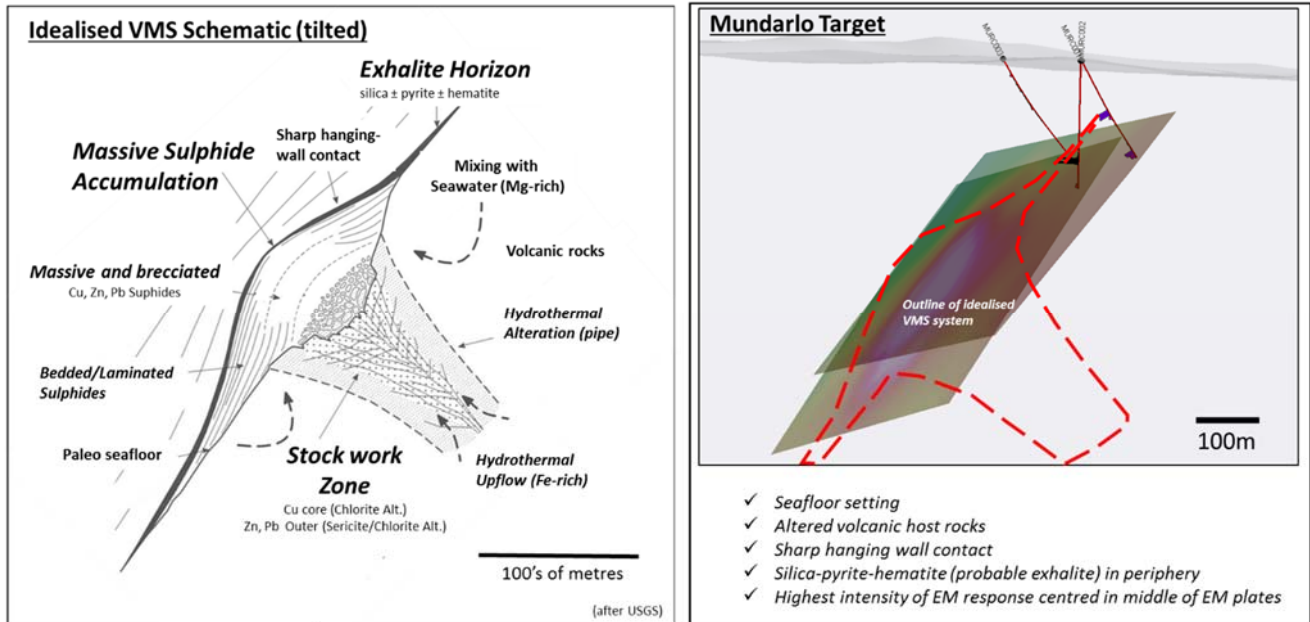 Idealised VMS Schematic (tilted)
Exhalite Horizon
silica ± pyrite ± hematite
Sharp hanging-
wall contact
Massive Sulphide
Accumulation
Mixing with
Seawater (Mg-rich)
Volcanic rocks
Massive and brecciated
Cu, Zn, Pb Suphides
Hydrothermal
Alteration (pipe)
Bedded/Laminated
Sulphides
Paleo seafloor
Stock work
Zone
Cu core (Chlorite Alt.)
Zn, Pb Outer (Sericite/Chlorite Alt.)
Hydrothermal
Upflow (Fe-rich)
100's of metres
(after USGS)
Mundarlo Target
MURC003
MURC001
MURC002
Outline of idealised
VMS system
100m
✓ Seafloor setting
✓ Altered volcanic host rocks
✓ Sharp hanging wall contact
✓ Silica-pyrite-hematite (probable exhalite) in periphery
✓ Highest intensity of EM response centred in middle of EM plates